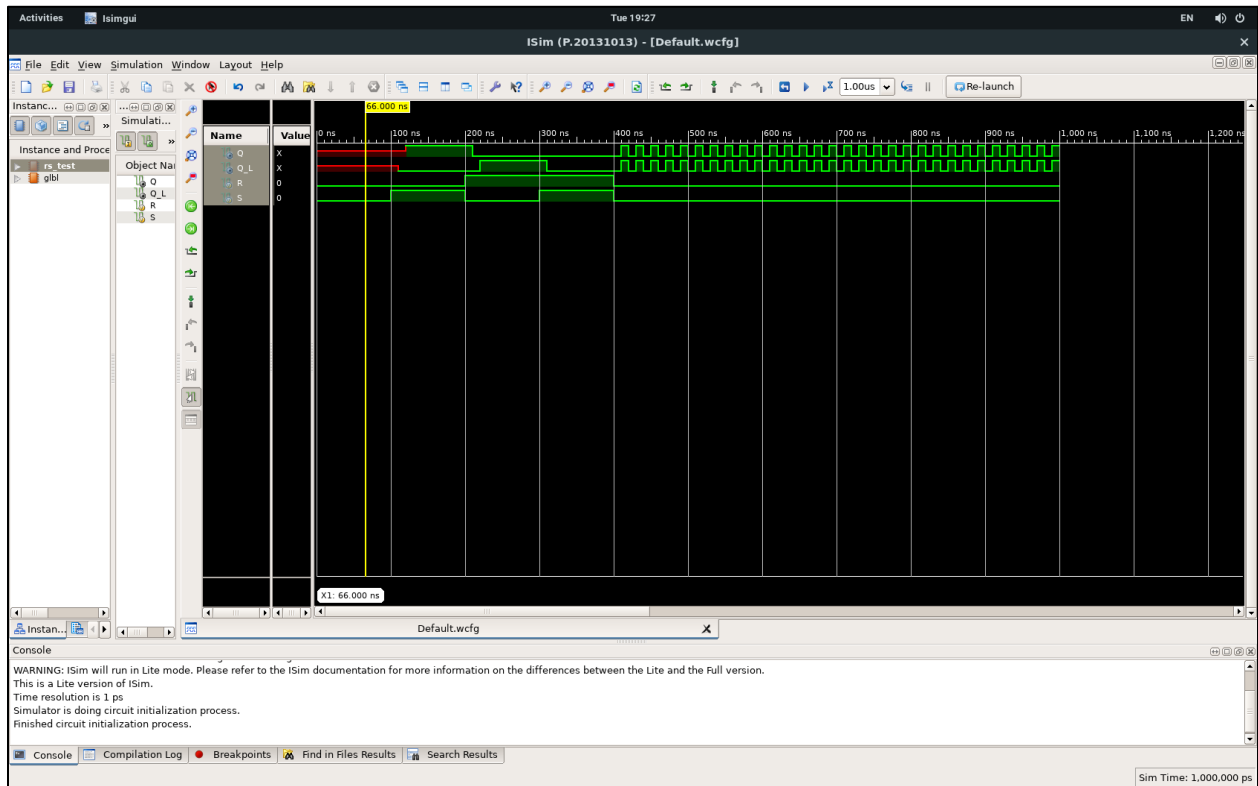 Activities Isimgui Tue 19:27 EN
ISim (P.20131013) - [Default.wcfg]
File Edit View Simulation Window Layout Help
1.00us Re-launch
Instanc...
Instance and Proce
rs_test
glbl
Simulati...
Object Nai
Q
Q_L
R
S
Name Value
Q X
Q_L X
R 0
S 0
66.000 ns
0 ns 100 ns 200 ns 300 ns 400 ns 500 ns 600 ns 700 ns 800 ns 900 ns 1,000 ns 1,100 ns 1,200 ns
X1: 66.000 ns
Instan...
Default.wcfg
Console
WARNING: ISim will run in Lite mode. Please refer to the ISim documentation for more information on the differences between the Lite and the Full version.
This is a Lite version of ISim.
Time resolution is 1 ps
Simulator is doing circuit initialization process.
Finished circuit initialization process.
Console Compilation Log Breakpoints Find in Files Results Search Results
Sim Time: 1,000,000 ps